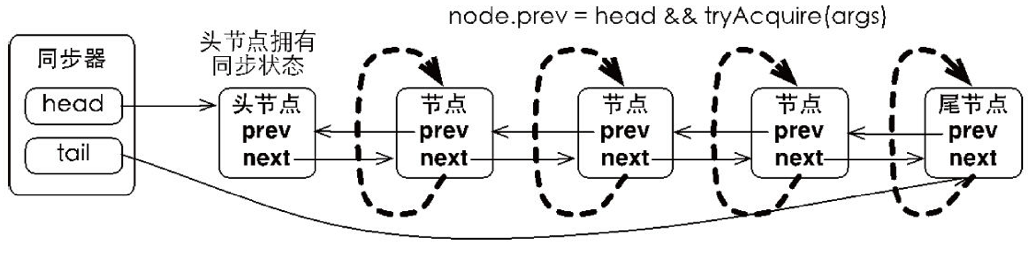 node.prev = head && tryAcquire(args)
同步器
head
tail
头节点拥有
同步状态
头节点
prev
next
节点
prev
next
节点
prev
next
节点
prev
next
尾节点
prev
next